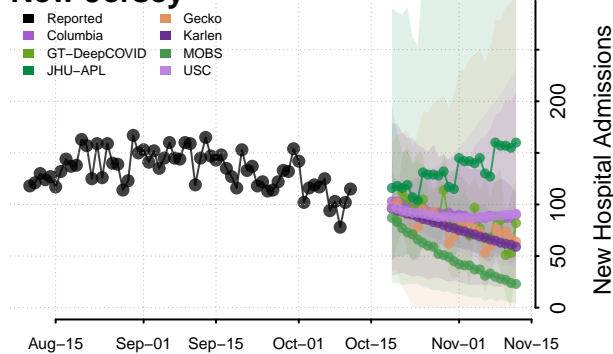 New Jersey
Reported
Columbia
GT−DeepCOVID
JHU−APL
Gecko
Karlen
MOBS
USC
200
100
50
0
New Hospital Admissions
Aug−15 Sep−01 Sep−15 Oct−01 Oct−15 Nov−01 Nov−15